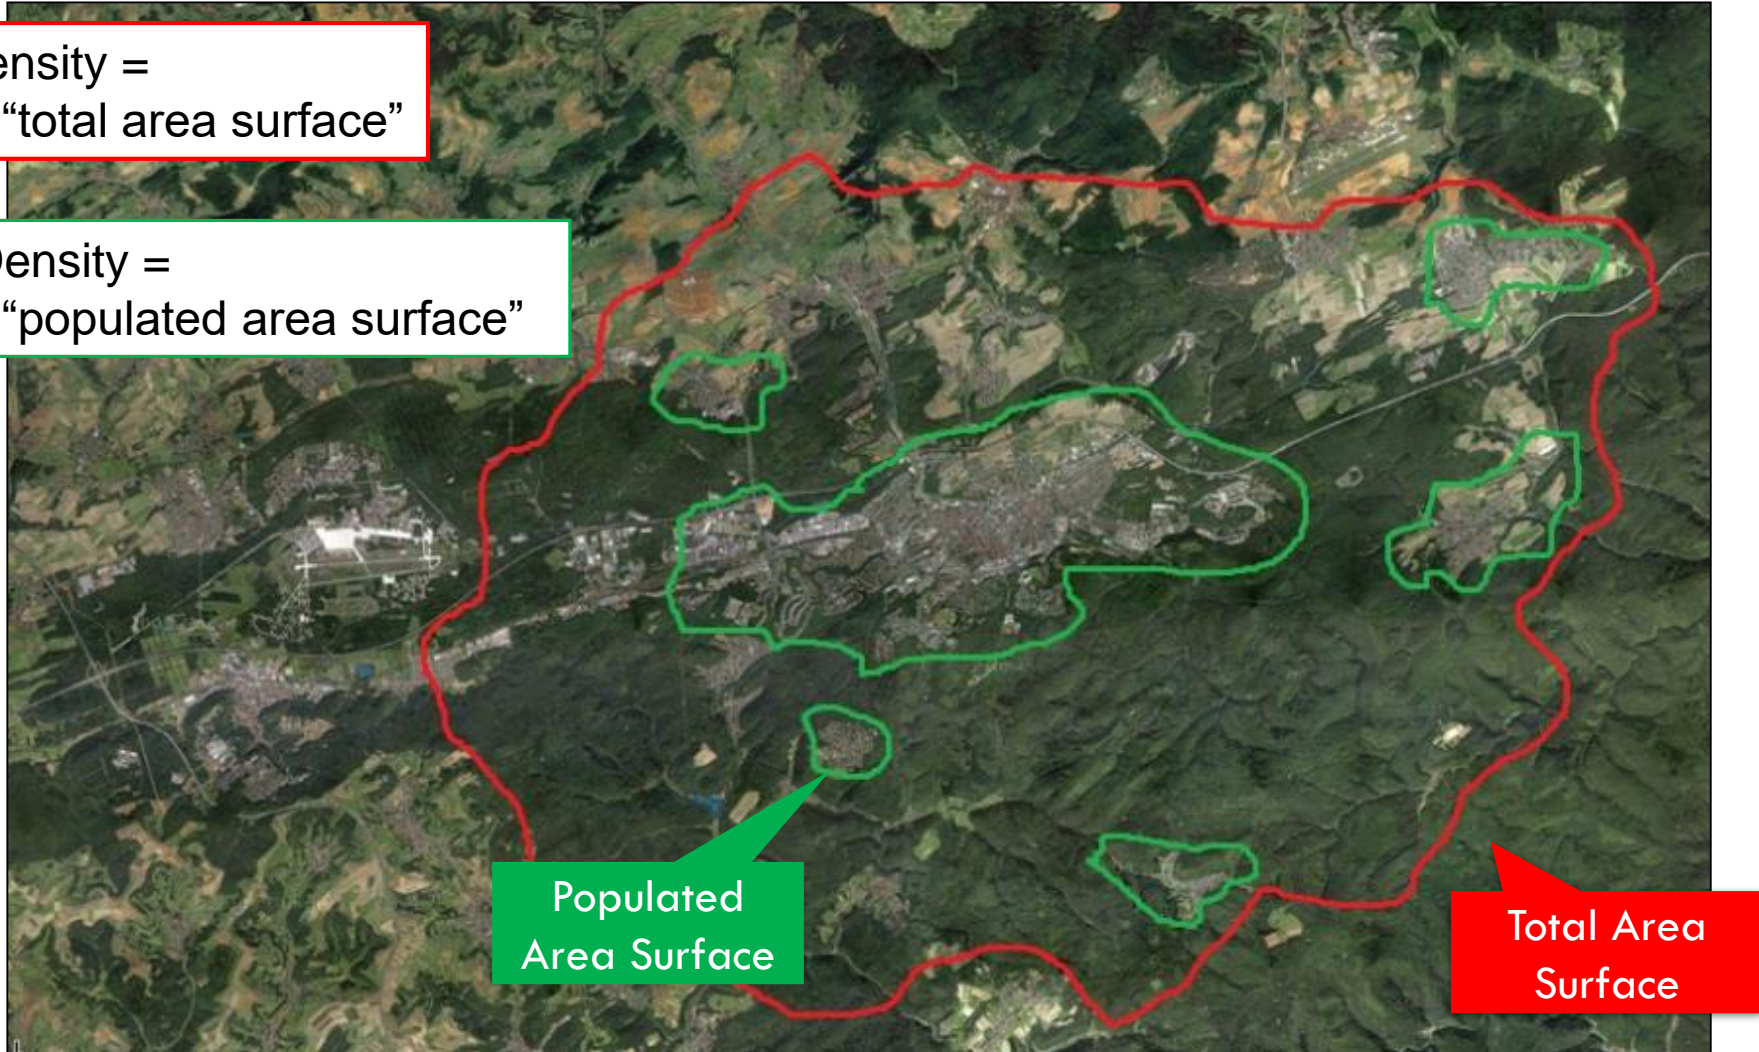 ensity =
“total area surface”
ensity =
“populated area surface”
Populated
Area Surface
Total Area
Surface